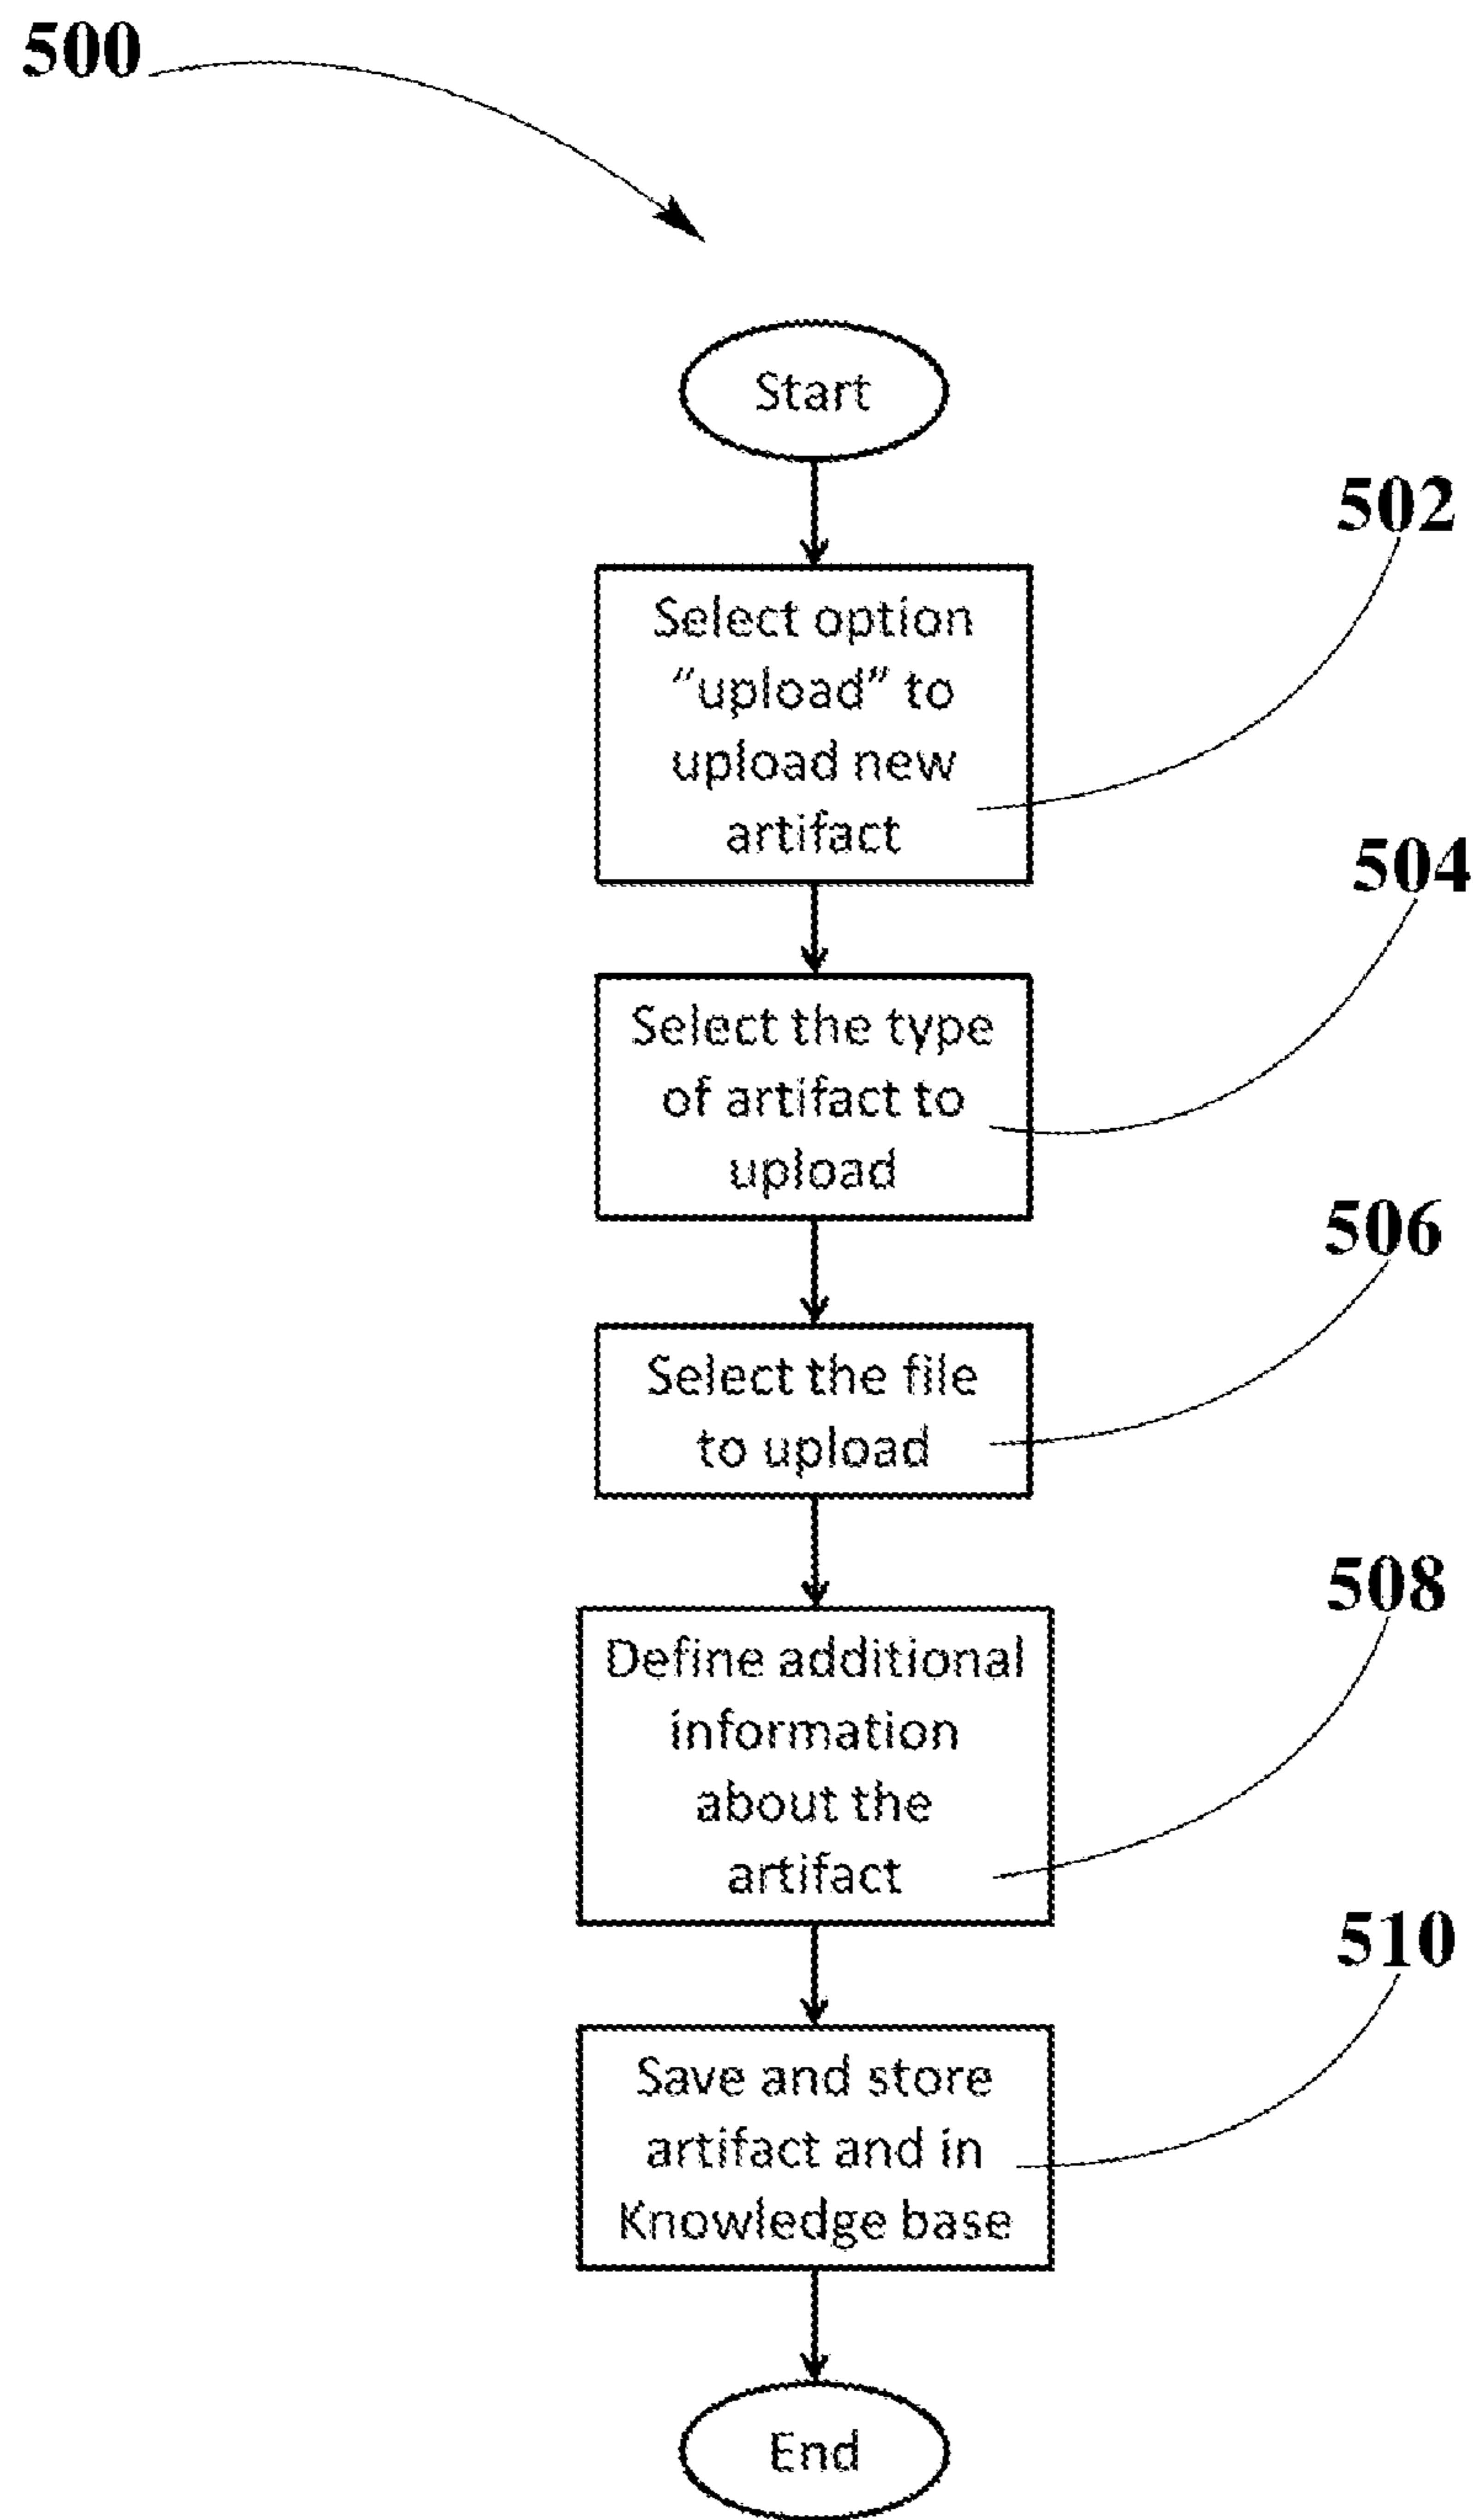 500
Start
502
Select option
“upload” to
upload new
artifact
504
Select the type
of artifact to
upload
506
Select the file
to upload
508
Define additional
information
about the
artifact
510
Save and store
artifact and in
Knowledge base
End